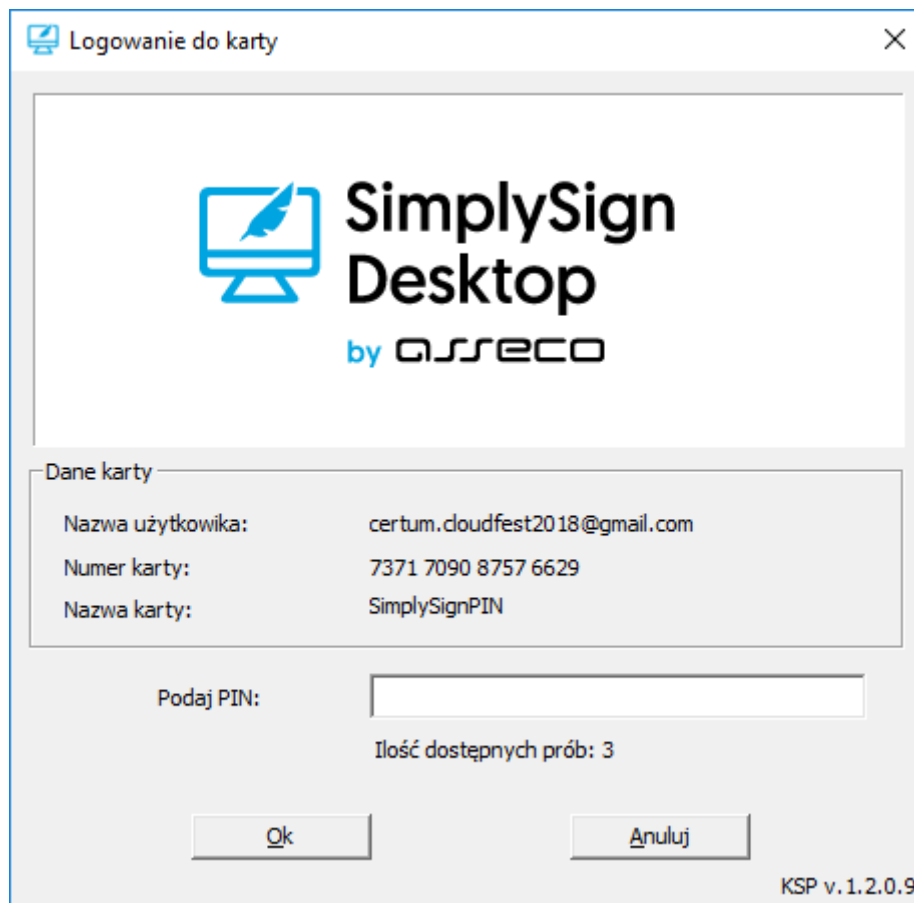 Logowanie do karty
SimplySign
Desktop
by asseco
Dane karty
Nazwa użytkowika: certum.cloudfest2018@gmail.com
Numer karty: 7371 7090 8757 6629
Nazwa karty: SimplySignPIN
Podaj PIN:
Ilość dostępnych prób: 3
Ok Anuluj
KSP v.1.2.0.9